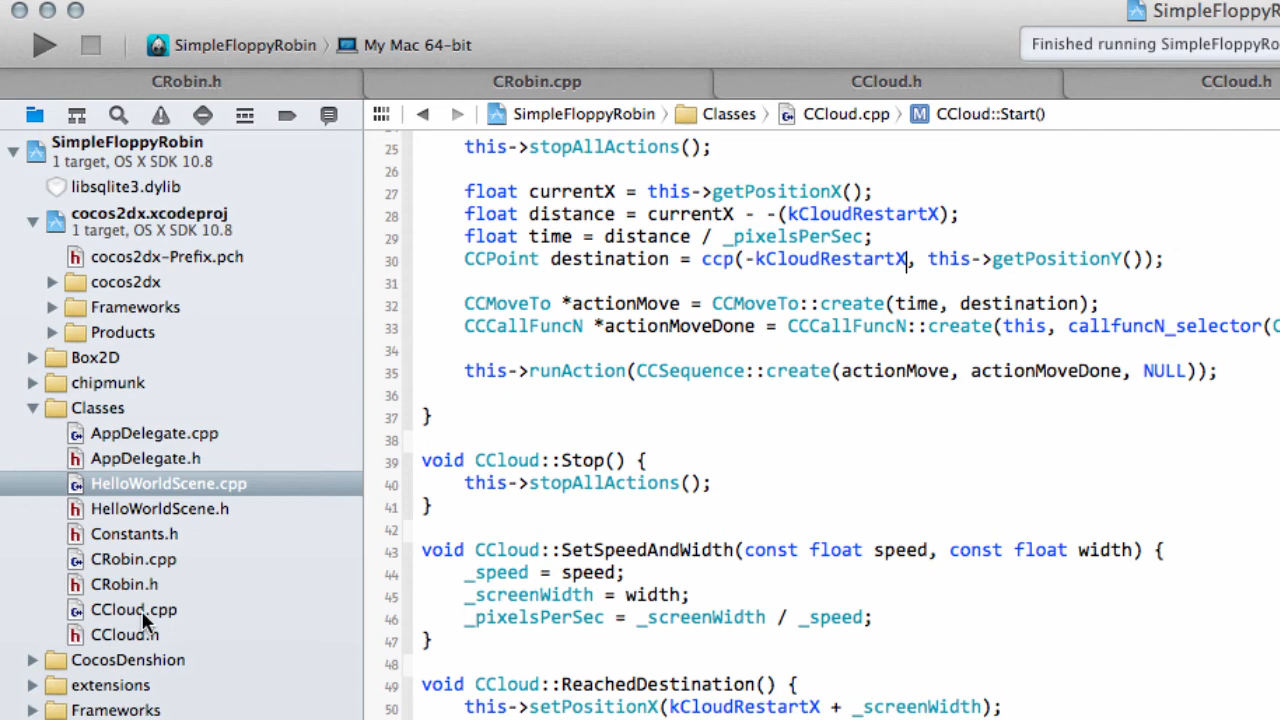 SimpleFloppyR
SimpleFloppyRobin 〉 My Mac 64-bit
Finished running SimpleFloppyRo
CRobin.h
CRobin.cpp
CCloud.h
CCloud.h
SimpleFloppyRobin 〉 Classes 〉 CCloud.cpp 〉 M CCloud::Start()
SimpleFloppyRobin
1 target, OS X SDK 10.8
libsqlite3.dylib
cocos2dx.xcodeproj
1 target, OS X SDK 10.8
cocos2dx-Prefix.pch
cocos2dx
Frameworks
Products
Box2D
chipmunk
Classes
AppDelegate.cpp
AppDelegate.h
HelloWorldScene.cpp
HelloWorldScene.h
Constants.h
CRobin.cpp
CRobin.h
CCloud.cpp
CCloud.h
CocosDenshion
extensions
Frameworks
25 this->stopAllActions();
26
27 float currentX = this->getPositionX();
28 float distance = currentX - -(kCloudRestartX);
29 float time = distance / _pixelsPerSec;
30 CCPoint destination = ccp(-kCloudRestartX, this->getPositionY());
31
32 CCMoveTo *actionMove = CCMoveTo::create(time, destination);
33 CCCallFuncN *actionMoveDone = CCCallFuncN::create(this, callfuncN_selector(C
34
35 this->runAction(CCSequence::create(actionMove, actionMoveDone, NULL));
36
37 }
38
39 void CCloud::Stop() {
40 this->stopAllActions();
41 }
42
43 void CCloud::SetSpeedAndWidth(const float speed, const float width) {
44 _speed = speed;
45 _screenWidth = width;
46 _pixelsPerSec = _screenWidth / _speed;
47 }
48
49 void CCloud::ReachedDestination() {
50 this->setPositionX(kCloudRestartX + _screenWidth);